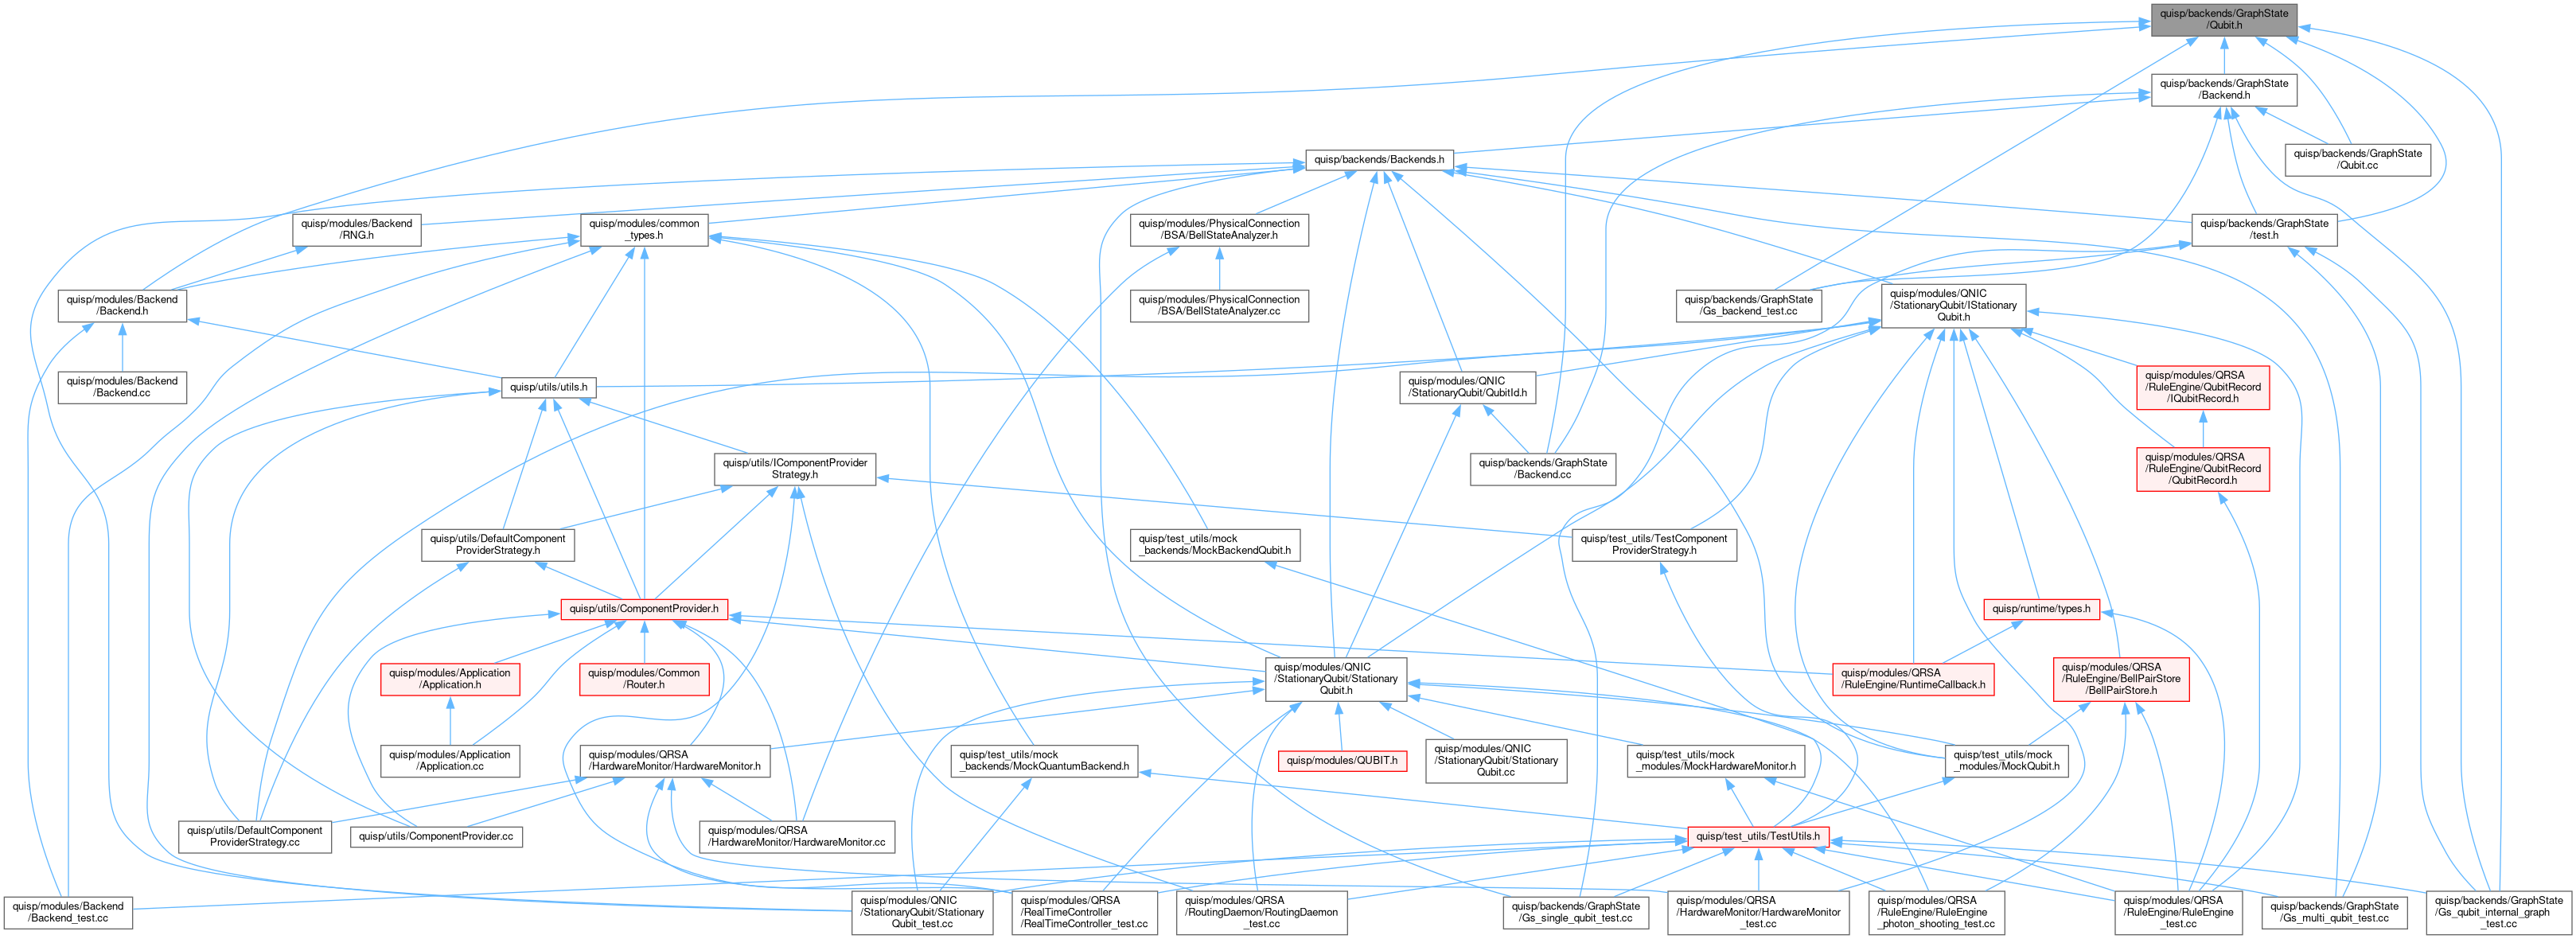 quisp/backends/GraphState
/Qubit.h
quisp/backends/GraphState
/Backend.h
quisp/backends/Backends.h
quisp/backends/GraphState
/Qubit.cc
quisp/modules/Backend
/RNG.h
quisp/modules/common
_types.h
quisp/modules/PhysicalConnection
/BSA/BellStateAnalyzer.h
quisp/backends/GraphState
/test.h
quisp/modules/Backend
/Backend.h
quisp/modules/PhysicalConnection
/BSA/BellStateAnalyzer.cc
quisp/backends/GraphState
/Gs_backend_test.cc
quisp/modules/QNIC
/StationaryQubit/IStationary
Qubit.h
quisp/modules/Backend
/Backend.cc
quisp/utils/utils.h
quisp/modules/QNIC
/StationaryQubit/QubitId.h
quisp/modules/QRSA
/RuleEngine/QubitRecord
/IQubitRecord.h
quisp/utils/IComponentProvider
Strategy.h
quisp/backends/GraphState
/Backend.cc
quisp/modules/QRSA
/RuleEngine/QubitRecord
/QubitRecord.h
quisp/utils/DefaultComponent
ProviderStrategy.h
quisp/test_utils/mock
_backends/MockBackendQubit.h
quisp/test_utils/TestComponent
ProviderStrategy.h
quisp/utils/ComponentProvider.h
quisp/runtime/types.h
quisp/modules/Application
/Application.h
quisp/modules/Common
/Router.h
quisp/modules/QNIC
/StationaryQubit/Stationary
Qubit.h
quisp/modules/QRSA
/RuleEngine/RuntimeCallback.h
quisp/modules/QRSA
/RuleEngine/BellPairStore
/BellPairStore.h
quisp/modules/Application
/Application.cc
quisp/modules/QRSA
/HardwareMonitor/HardwareMonitor.h
quisp/test_utils/mock
_backends/MockQuantumBackend.h
quisp/modules/QUBIT.h
quisp/modules/QNIC
/StationaryQubit/Stationary
Qubit.cc
quisp/test_utils/mock
_modules/MockHardwareMonitor.h
quisp/test_utils/mock
_modules/MockQubit.h
quisp/utils/DefaultComponent
ProviderStrategy.cc
quisp/utils/ComponentProvider.cc
quisp/modules/QRSA
/HardwareMonitor/HardwareMonitor.cc
quisp/test_utils/TestUtils.h
quisp/modules/Backend
/Backend_test.cc
quisp/modules/QNIC
/StationaryQubit/Stationary
Qubit_test.cc
quisp/modules/QRSA
/RealTimeController
/RealTimeController_test.cc
quisp/modules/QRSA
/RoutingDaemon/RoutingDaemon
_test.cc
quisp/backends/GraphState
/Gs_single_qubit_test.cc
quisp/modules/QRSA
/HardwareMonitor/HardwareMonitor
_test.cc
quisp/modules/QRSA
/RuleEngine/RuleEngine
_photon_shooting_test.cc
quisp/modules/QRSA
/RuleEngine/RuleEngine
_test.cc
quisp/backends/GraphState
/Gs_multi_qubit_test.cc
quisp/backends/GraphState
/Gs_qubit_internal_graph
_test.cc